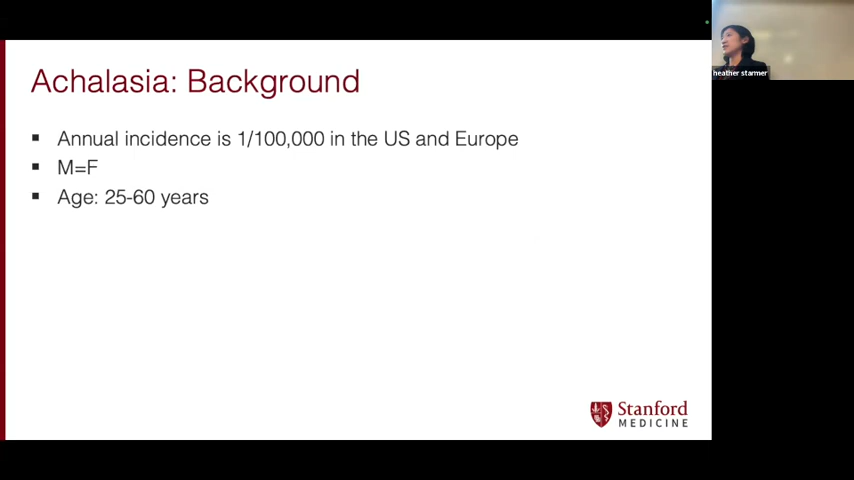 Achalasia: Background
Annual incidence is 1/100,000 in the US and Europe
M=F
Age: 25-60 years
Stanford
MEDICINE
heather starmer